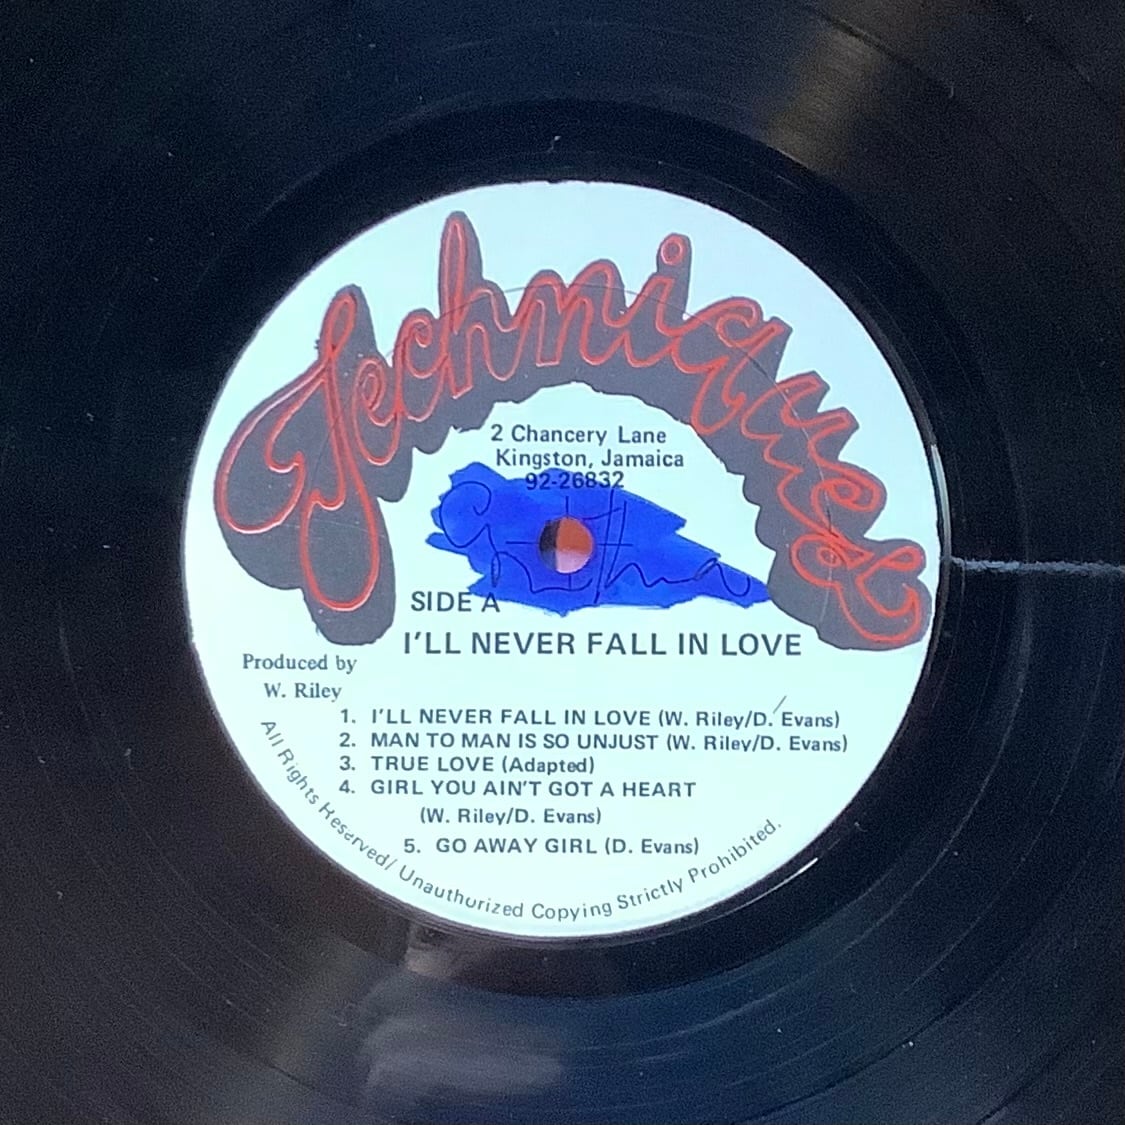 Techniques
2 Chancery Lane
Kingston, Jamaica
92-26832
SIDE A
I'LL NEVER FALL IN LOVE
Produced by
W. Riley
1. I'LL NEVER FALL IN LOVE (W. Riley/D. Evans)
2. MAN TO MAN IS SO UNJUST (W. Riley/D. Evans)
3. TRUE LOVE (Adapted)
4. GIRL YOU AIN'T GOT A HEART
(W. Riley/D. Evans)
5. GO AWAY GIRL (D. Evans)
All Rights Reserved/ Unauthorized Copying Strictly Prohibited.